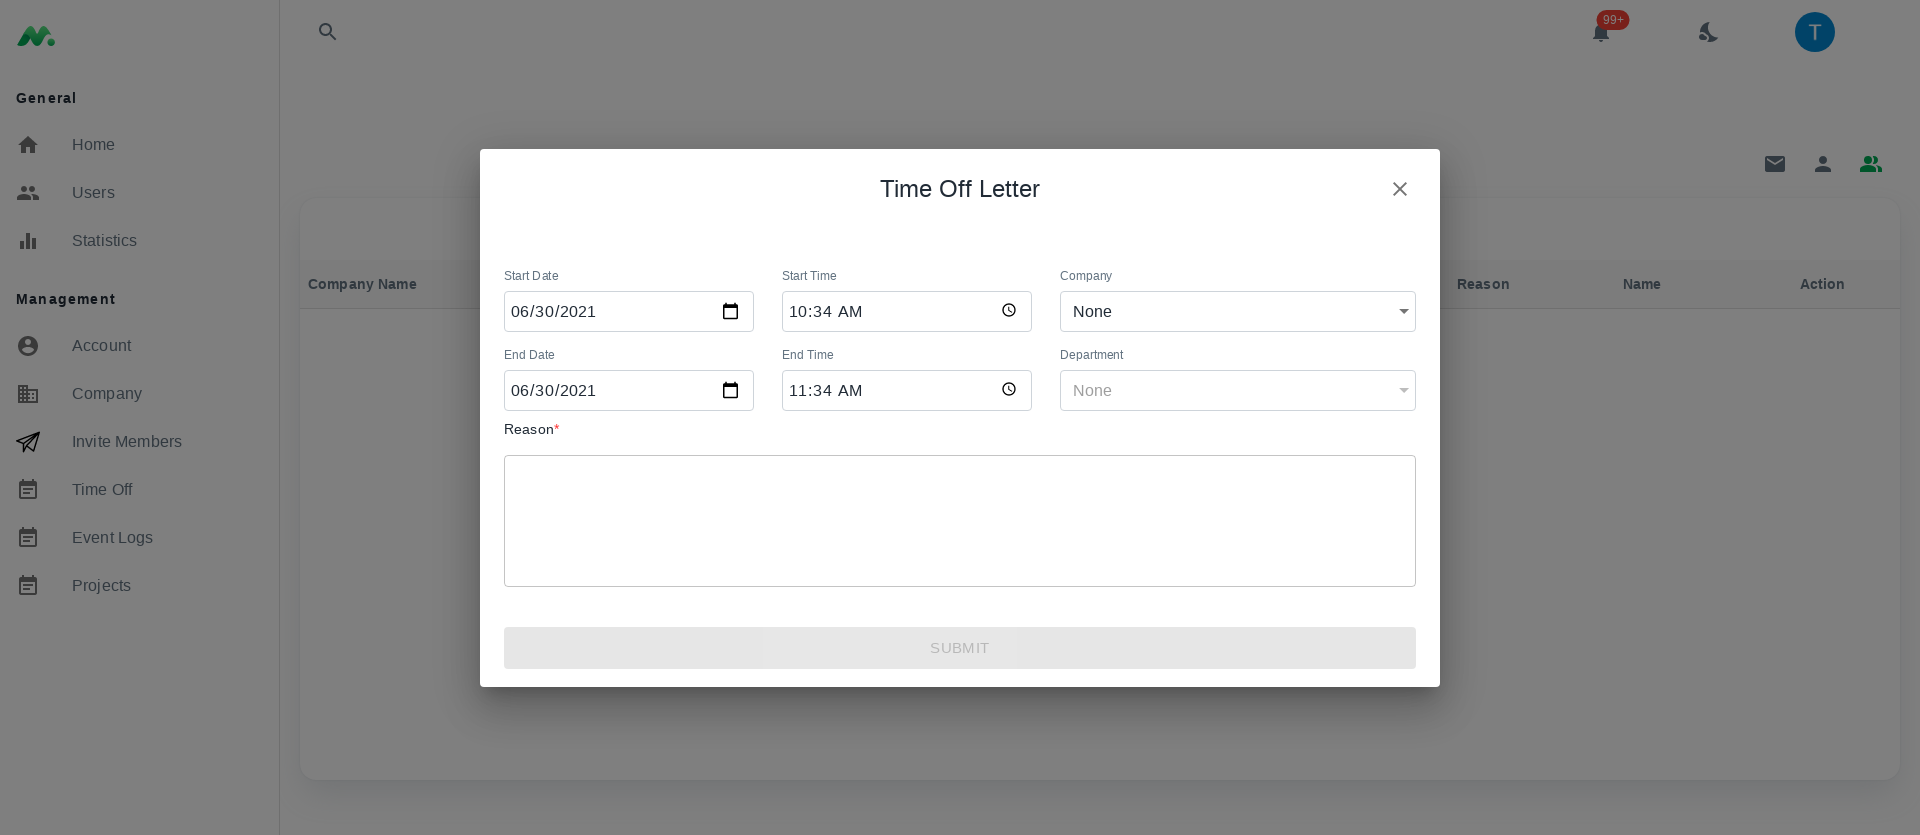 99+
T
General
Home
Users
Statistics
Management
Account
Company
Invite Members
Time Off
Event Logs
Projects
Company Name
Reason
Name
Action
Time Off Letter
Start Date
Start Time
Company
06/30/2021
10:34 AM
None
End Date
End Time
Department
06/30/2021
11:34 AM
None
Reason*
SUBMIT